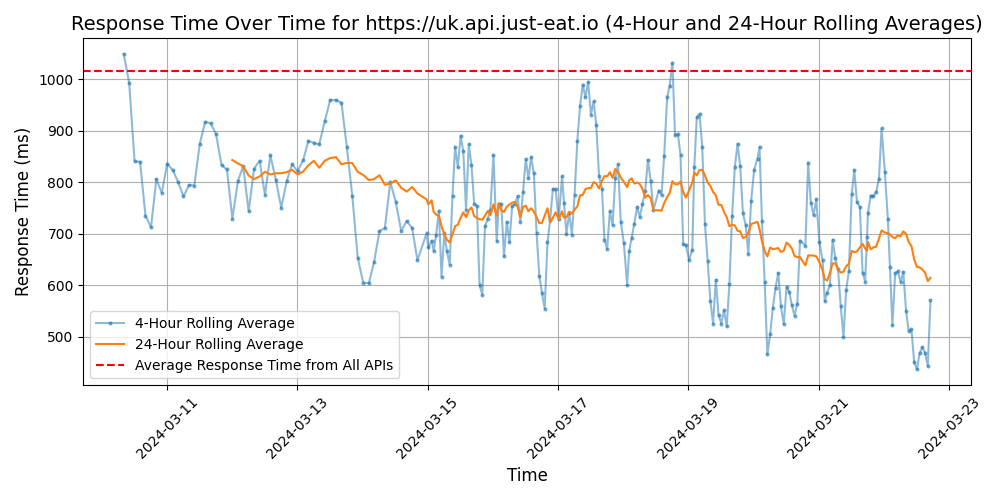 Response Time Over Time for https://uk.api.just-eat.io (4-Hour and 24-Hour Rolling Averages)
Response Time (ms)
1000
900
800
700
600
500
4-Hour Rolling Average
24-Hour Rolling Average
Average Response Time from All APIs
2024-03-11
2024-03-13
2024-03-15
2024-03-17
2024-03-19
2024-03-21
2024-03-23
Time